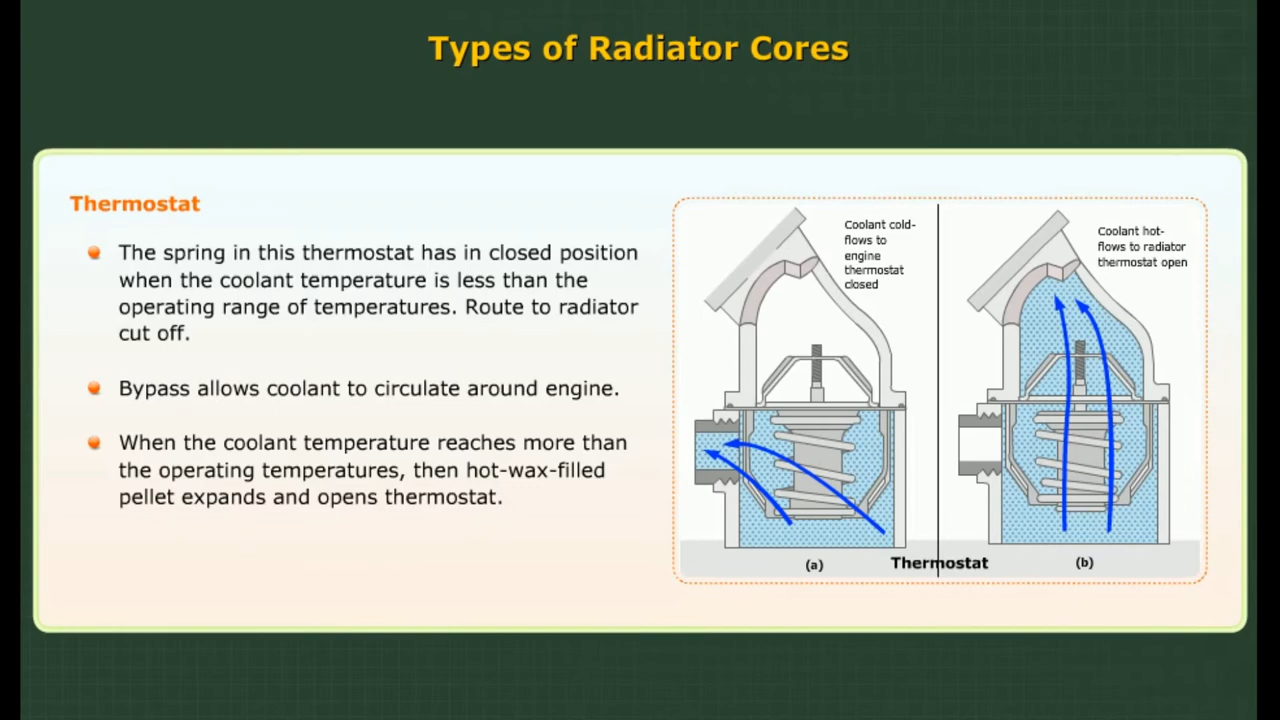 Types of Radiator Cores
Thermostat
The spring in this thermostat has in closed position
when the coolant temperature is less than the
operating range of temperatures. Route to radiator
cut off.
Bypass allows coolant to circulate around engine.
When the coolant temperature reaches more than
the operating temperatures, then hot-wax-filled
pellet expands and opens thermostat.
Coolant cold-
flows to
engine
thermostat
closed
Coolant hot-
flows to radiator
thermostat open
(a)
Thermostat
(b)